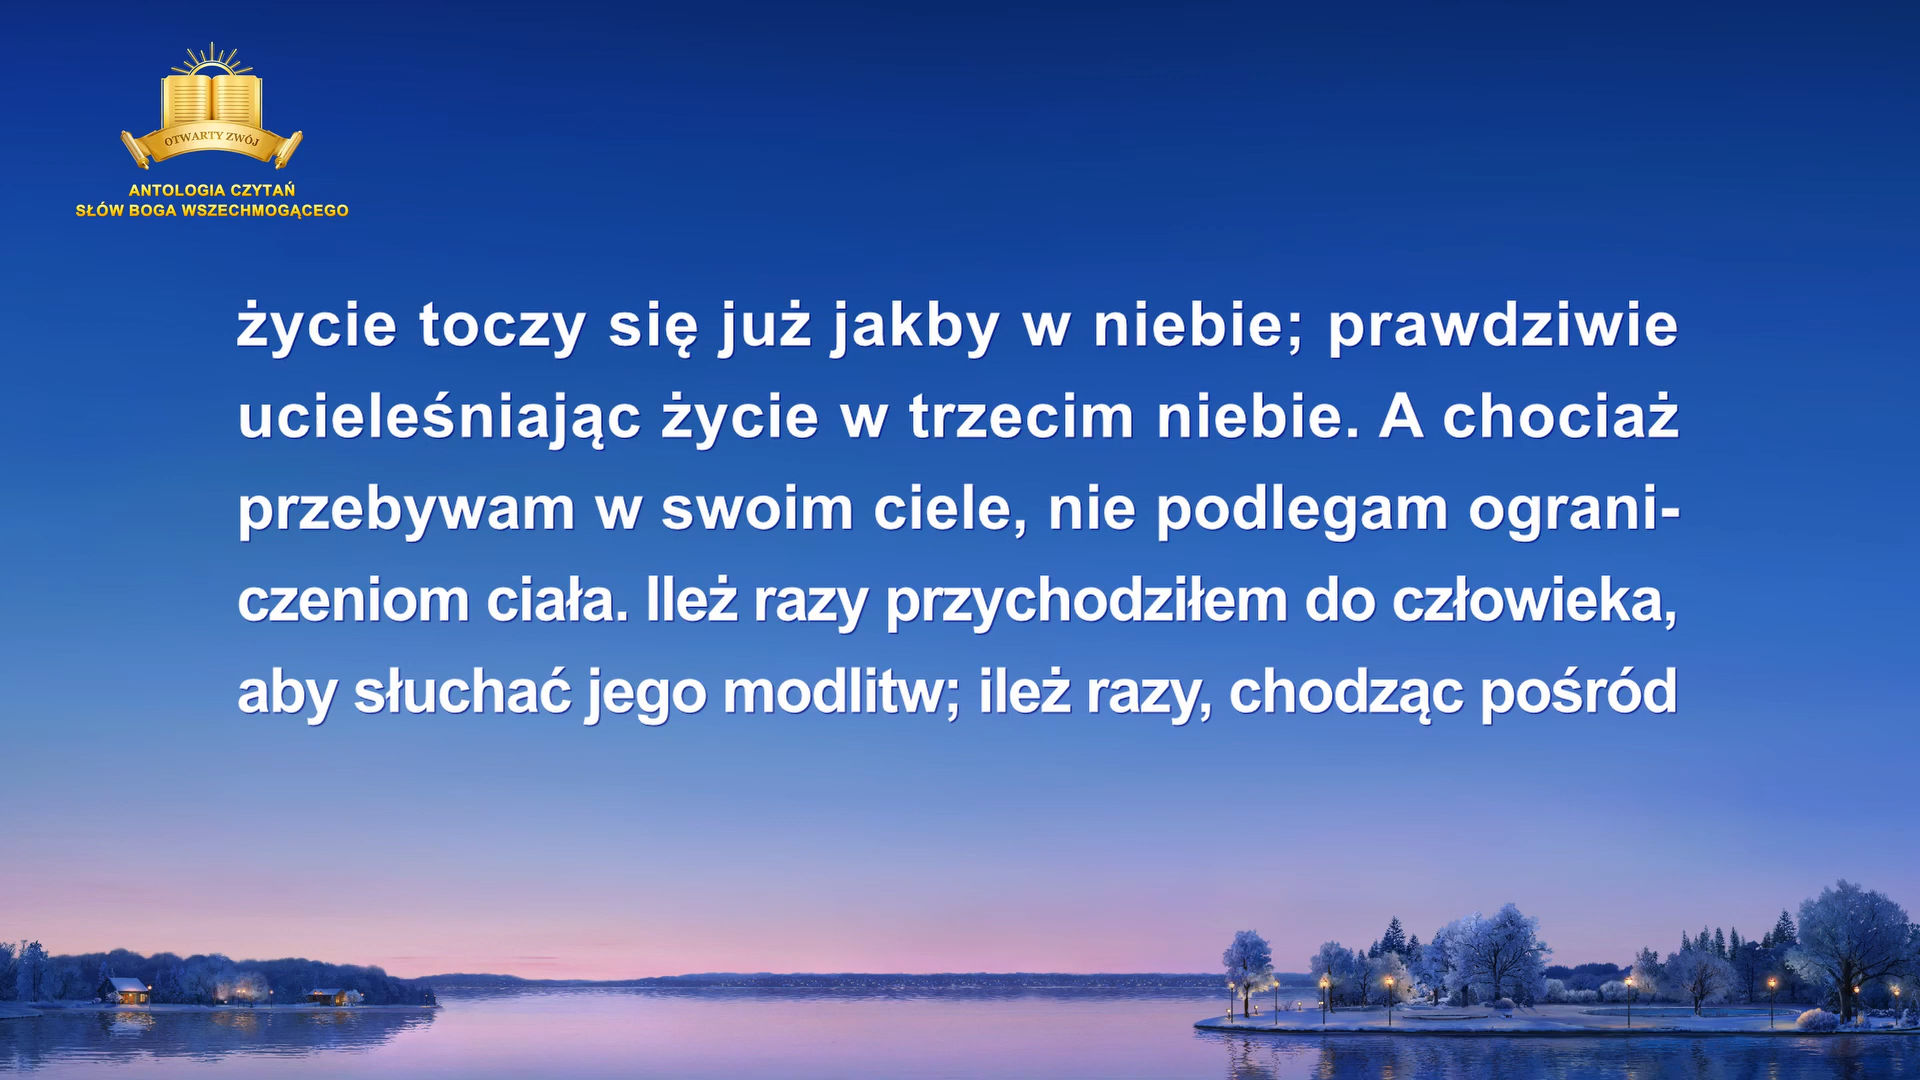 OTWARTY ZWÓJ
ANTOLOGIA CZYTAŃ
SŁÓW BOGA WSZECHMOGĄCEGO
życie toczy się już jakby w niebie; prawdziwie
ucieleśniając życie w trzecim niebie. A chociaż
przebywam w swoim ciele, nie podlegam ograni-
czeniom ciała. Ileż razy przychodziłem do człowieka,
aby słuchać jego modlitw; ileż razy, chodząc pośród